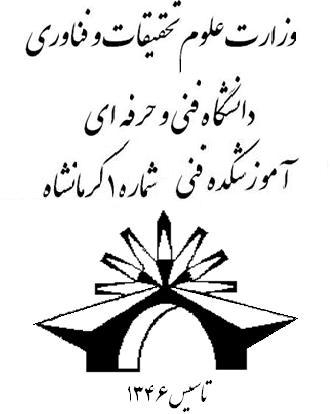 وزارت علوم تحقیقات و فناوری
دانشگاه فنی و حرفه ای
آموزشکده فنی شماره ۱ کرمانشاه
تاسیس ۱۳۴۶